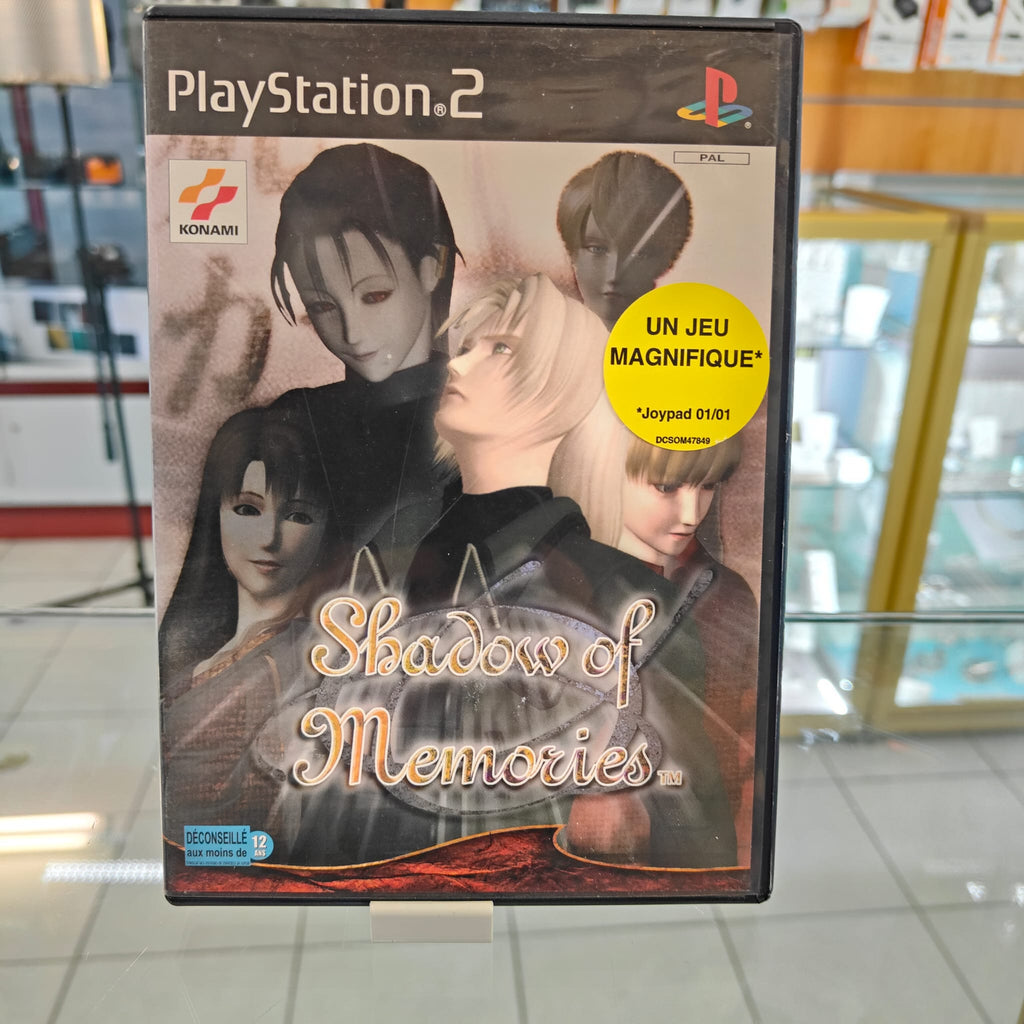 PlayStation®2
PAL
KONAMI
UN JEU
MAGNIFIQUE*
*Joypad 01/01
DCSOM47849
Shadow of
Memories™
DÉCONSEILLÉ
aux moins de
12
ANS